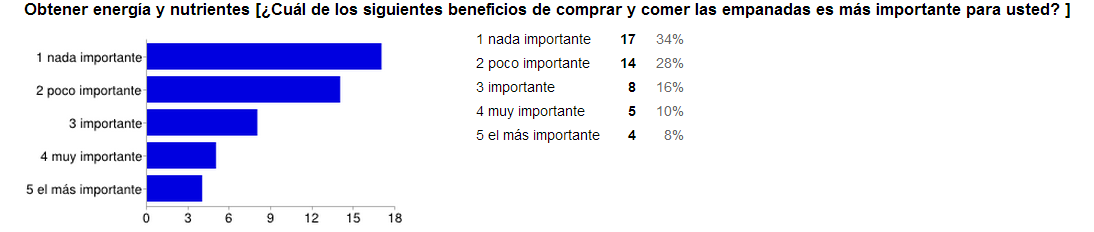 Obtener energía y nutrientes [¿Cuál de los siguientes beneficios de comprar y comer las empanadas es más importante para usted? ]
1 nada importante
2 poco importante
3 importante
4 muy importante
5 el más importante
0 3 6 9 12 15 18
1 nada importante 17 34%
2 poco importante 14 28%
3 importante 8 16%
4 muy importante 5 10%
5 el más importante 4 8%